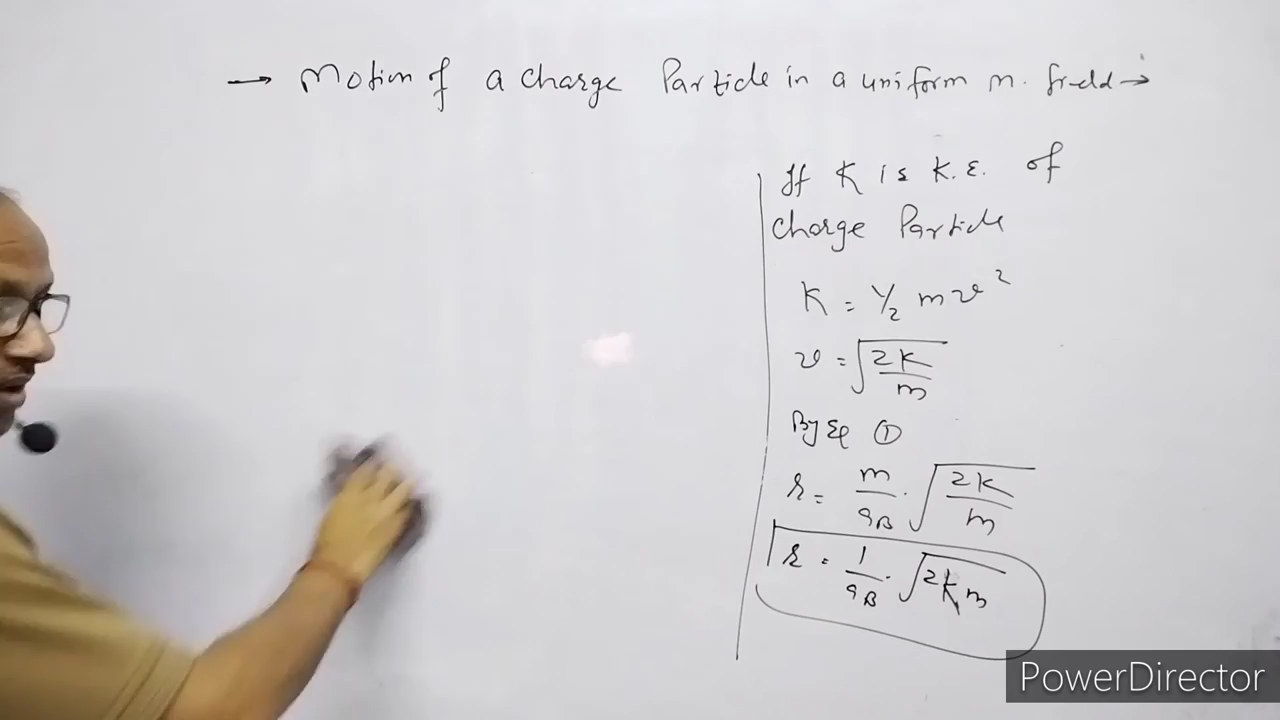 → Motion of a charge Particle in a uniform m. field →
If K is K.E. of
charge Particle
K = 1/2 mv²
v = √(2K/m)
By Eq ①
r = m/qB · √(2K/m)
r = 1/qB · √(2Km)
PowerDirector